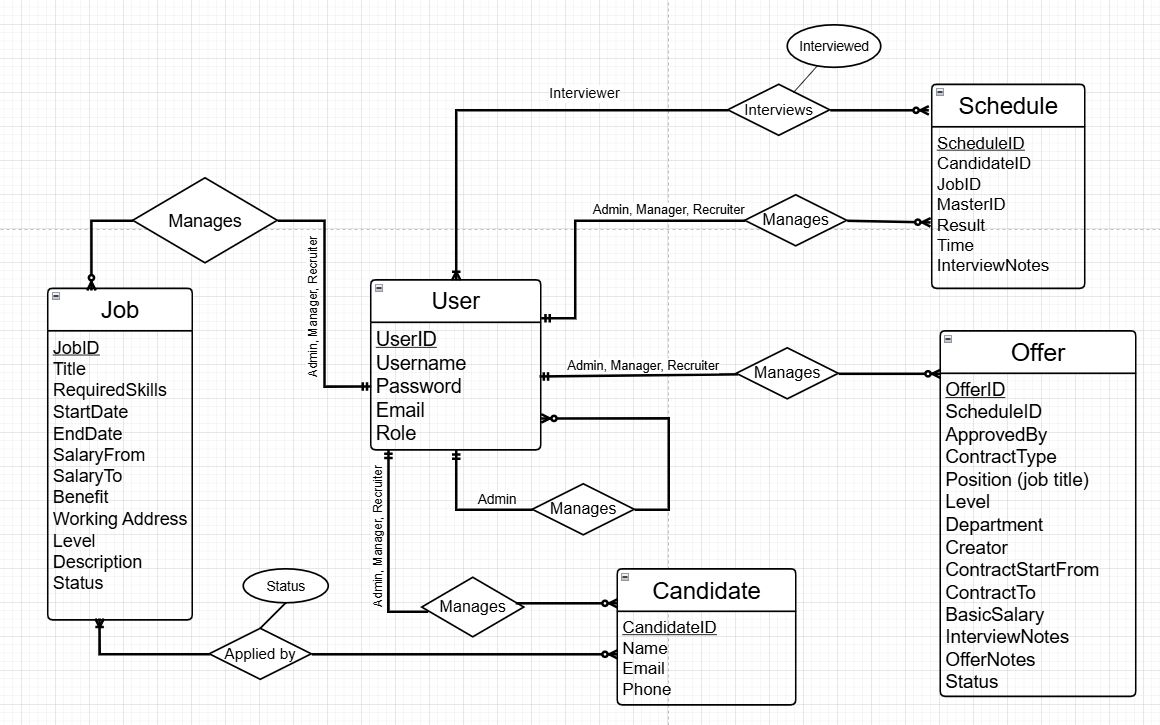 Interviewed
Interviewer
Interviews
Schedule
ScheduleID
CandidateID
JobID
MasterID
Result
Time
InterviewNotes
Admin, Manager, Recruiter
Manages
Manages
Admin, Manager, Recruiter
Job
JobID
Title
RequiredSkills
StartDate
EndDate
SalaryFrom
SalaryTo
Benefit
Working Address
Level
Description
Status
User
UserID
Username
Password
Email
Role
Admin, Manager, Recruiter
Manages
Offer
OfferID
ScheduleID
ApprovedBy
ContractType
Position (job title)
Level
Department
Creator
ContractStartFrom
ContractTo
BasicSalary
InterviewNotes
OfferNotes
Status
Admin
Manages
Admin, Manager, Recruiter
Manages
Status
Applied by
Candidate
CandidateID
Name
Email
Phone